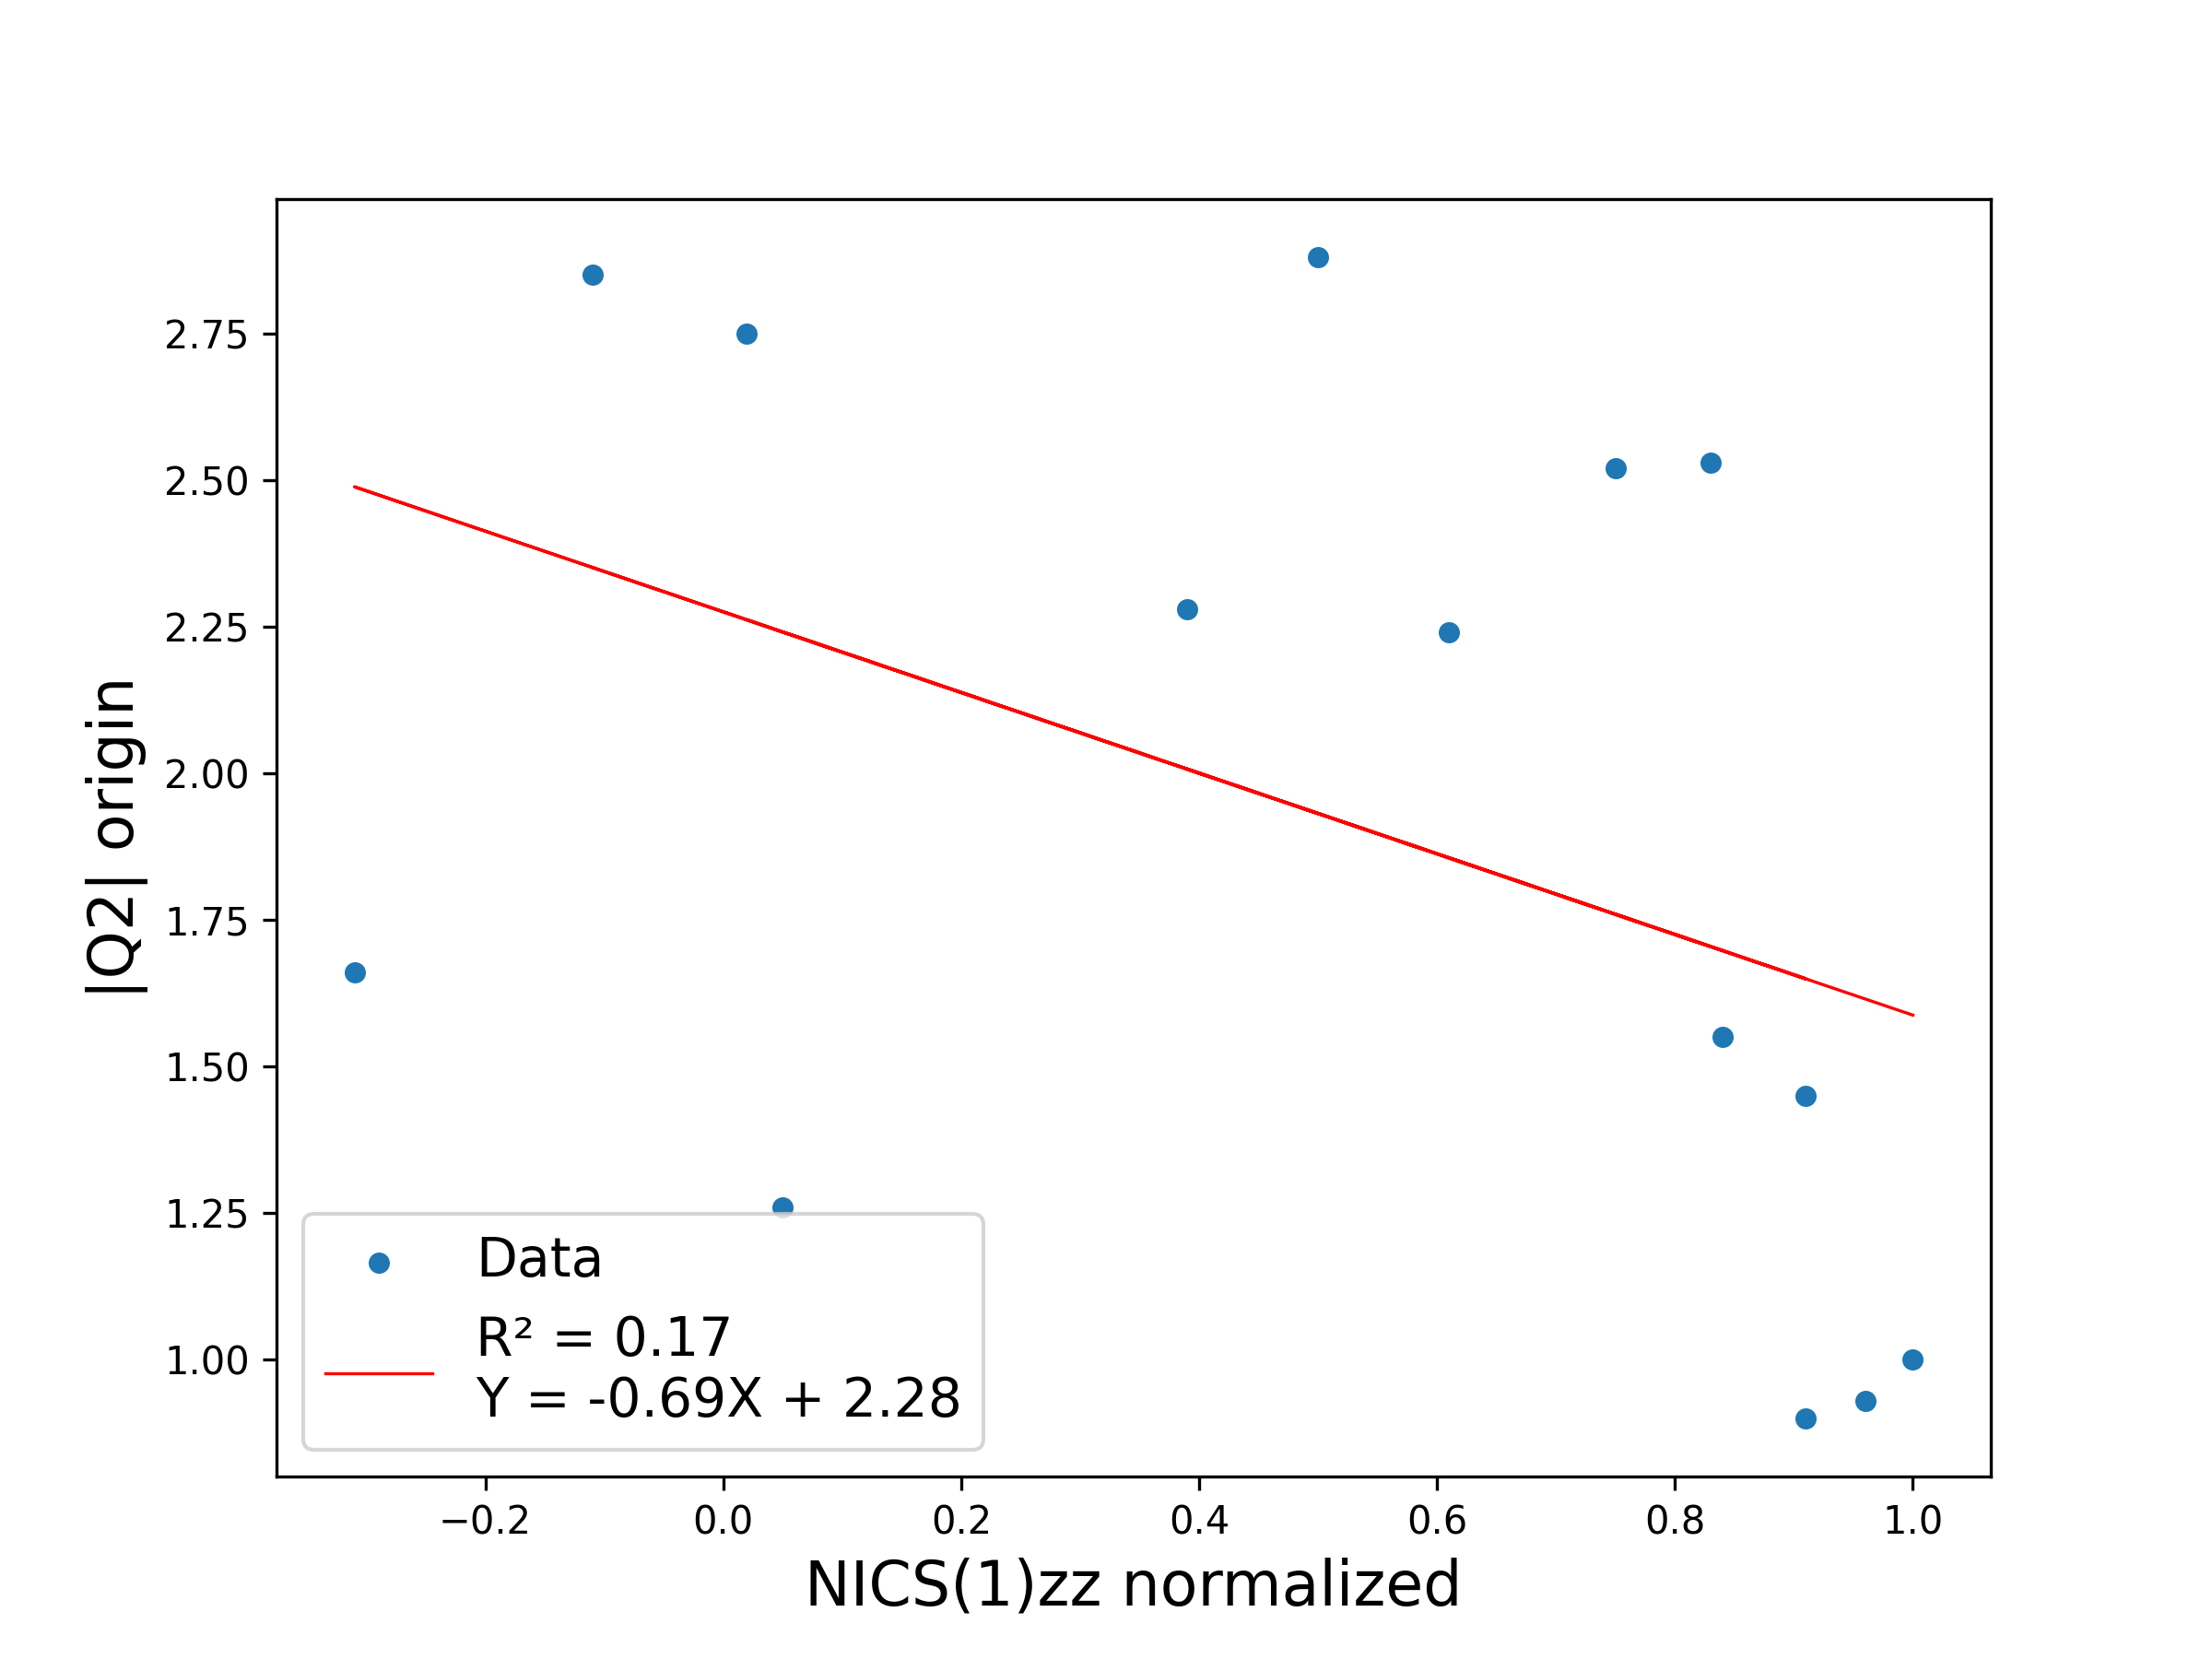 |Q2| origin
2.75
2.50
2.25
2.00
1.75
1.50
1.25
1.00
Data
R² = 0.17
Y = -0.69X + 2.28
−0.2 0.0 0.2 0.4 0.6 0.8 1.0
NICS(1)zz normalized